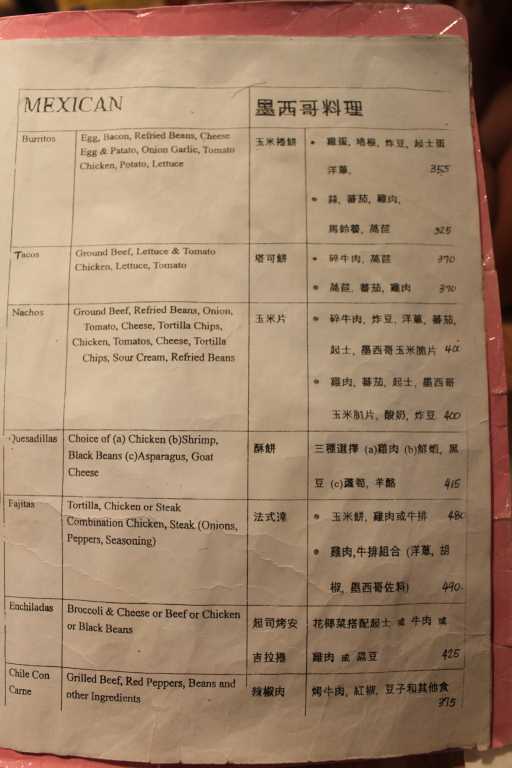 MEXICAN
墨西哥料理
Burritos
Egg, Bacon, Refried Beans, Cheese
Egg & Patato, Onion Garlic, Tomato
Chicken, Potato, Lettuce
玉米捲餅
雞蛋, 培根, 炸豆, 起士蛋
洋蔥, 355
蒜, 蕃茄, 雞肉,
馬鈴薯, 萵苣 325
Tacos
Ground Beef, Lettuce & Tomato
Chicken, Lettuce, Tomato
塔可餅
碎牛肉, 萵苣 370
萵苣, 蕃茄, 雞肉 370
Nachos
Ground Beef, Refried Beans, Onion,
Tomato, Cheese, Tortilla Chips,
Chicken, Tomatos, Cheese, Tortilla
Chips, Sour Cream, Refried Beans
玉米片
碎牛肉, 炸豆, 洋蔥, 蕃茄,
起士, 墨西哥玉米脆片
雞肉, 蕃茄, 起士, 墨西哥
玉米脆片, 酸奶, 炸豆 400
Quesadillas
Choice of (a) Chicken (b)Shrimp,
Black Beans (c)Asparagus, Goat
Cheese
酥餅
三種選擇 (a)雞肉 (b)鮮蝦, 黑
豆 (c)蘆筍, 羊酪 415
Fajitas
Tortilla, Chicken or Steak
Combination Chicken, Steak (Onions,
Peppers, Seasoning)
法式達
玉米餅, 雞肉或牛排 480
雞肉,牛排組合 (洋蔥, 胡
椒, 墨西哥佐料) 490
Enchiladas
Broccoli & Cheese or Beef or Chicken
or Black Beans
起司烤安
吉拉捲
花椰菜搭配起士 或 牛肉 或
雞肉 或 黑豆 425
Chile Con
Carne
Grilled Beef, Red Peppers, Beans and
other Ingredients
辣椒肉
烤牛肉, 紅椒, 豆子和其他食
395